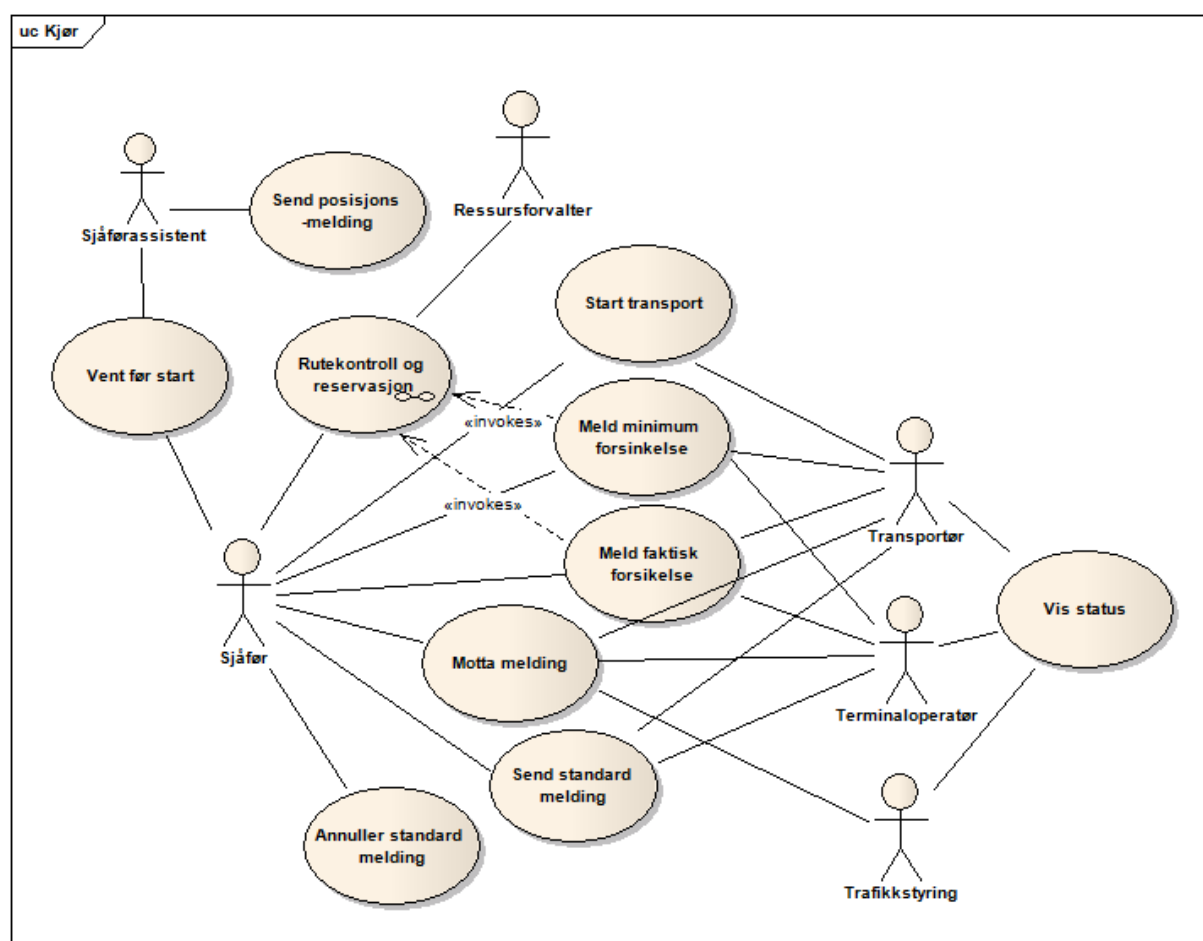 uc Kjør
Send posisjons
-melding
Ressursforvalter
Sjåførassistent
Start transport
Vent før start
Rutekontroll og
reservasjon
«invokes»
Meld minimum
forsinkelse
«invokes»
Transportør
Meld faktisk
forsikelse
Vis status
Sjåfør
Motta melding
Terminaloperatør
Send standard
melding
Annuller standard
melding
Trafikkstyring